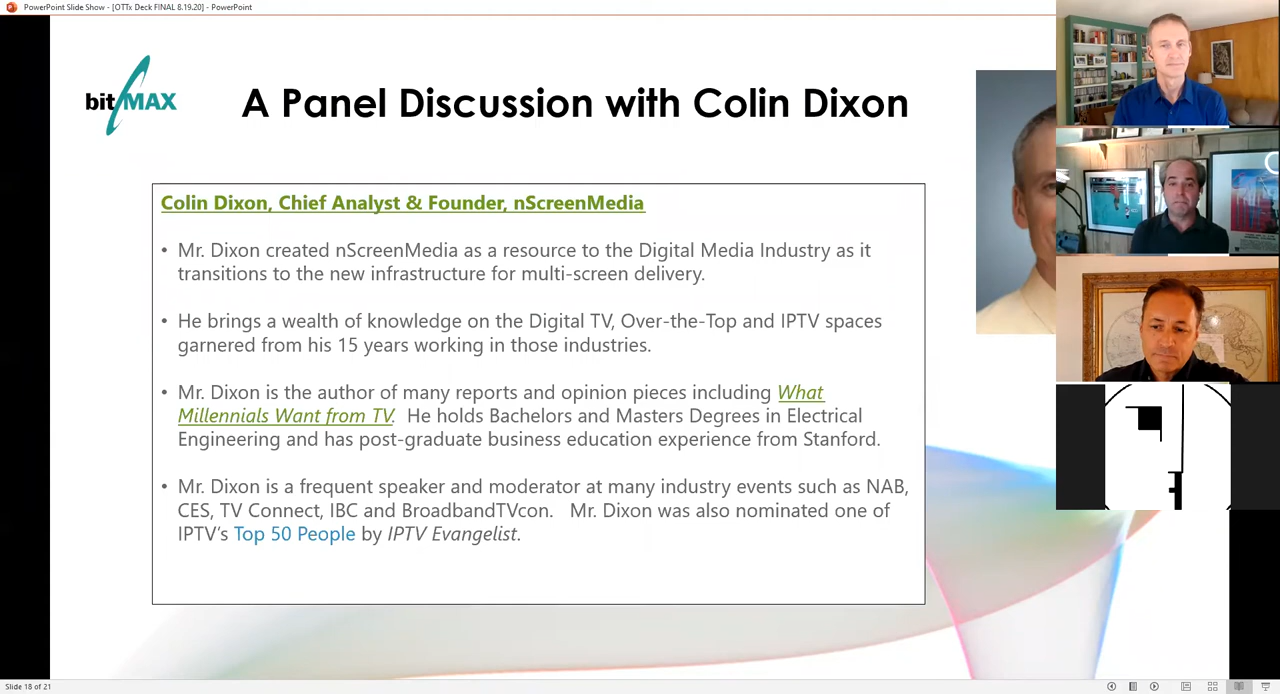 PowerPoint Slide Show - [OTTx Deck FINAL 8.19.20] - PowerPoint
bitMAX
A Panel Discussion with Colin Dixon
Colin Dixon, Chief Analyst & Founder, nScreenMedia
• Mr. Dixon created nScreenMedia as a resource to the Digital Media Industry as it
transitions to the new infrastructure for multi-screen delivery.
• He brings a wealth of knowledge on the Digital TV, Over-the-Top and IPTV spaces
garnered from his 15 years working in those industries.
• Mr. Dixon is the author of many reports and opinion pieces including What
Millennials Want from TV. He holds Bachelors and Masters Degrees in Electrical
Engineering and has post-graduate business education experience from Stanford.
• Mr. Dixon is a frequent speaker and moderator at many industry events such as NAB,
CES, TV Connect, IBC and BroadbandTVcon. Mr. Dixon was also nominated one of
IPTV’s Top 50 People by IPTV Evangelist.
Slide 18 of 21